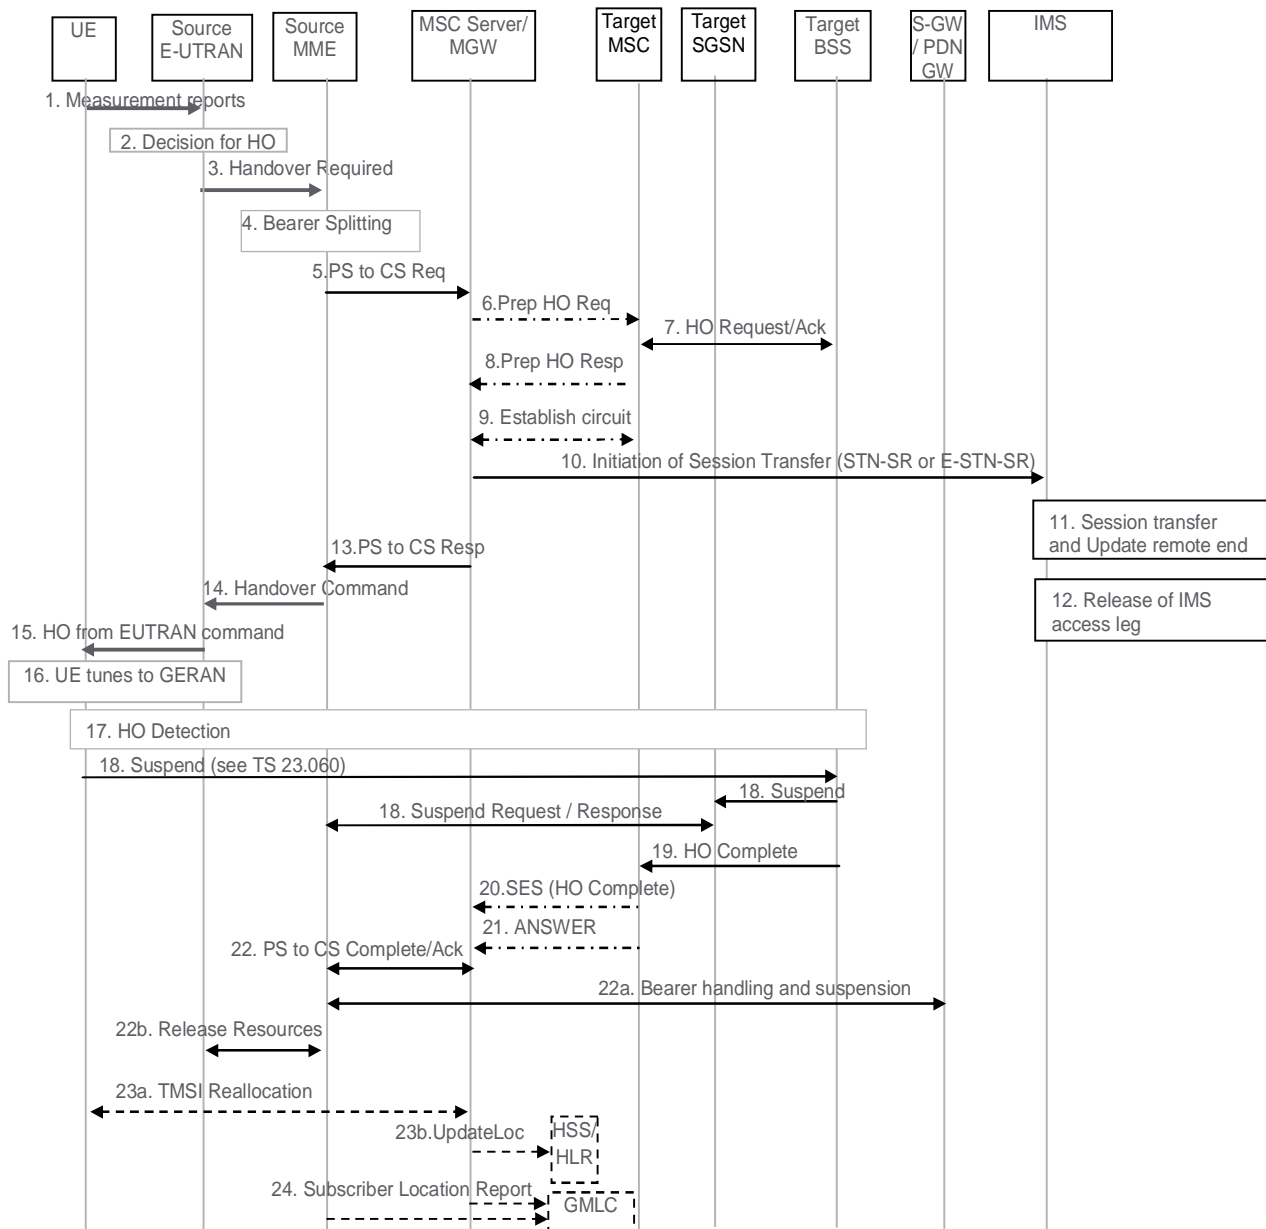 UE
Source
E-UTRAN
Source
MME
MSC Server/
MGW
Target
MSC
Target
SGSN
Target
BSS
S-GW
/ PDN
GW
IMS
1. Measurement reports
2. Decision for HO
3. Handover Required
4. Bearer Splitting
5.PS to CS Req
6.Prep HO Req
7. HO Request/Ack
8.Prep HO Resp
9. Establish circuit
10. Initiation of Session Transfer (STN-SR or E-STN-SR)
11. Session transfer
and Update remote end
13.PS to CS Resp
14. Handover Command
12. Release of IMS
access leg
15. HO from EUTRAN command
16. UE tunes to GERAN
17. HO Detection
18. Suspend (see TS 23.060)
18. Suspend
18. Suspend Request / Response
19. HO Complete
20.SES (HO Complete)
21. ANSWER
22. PS to CS Complete/Ack
22a. Bearer handling and suspension
22b. Release Resources
23a. TMSI Reallocation
23b.UpdateLoc
HSS/
HLR
24. Subscriber Location Report
GMLC